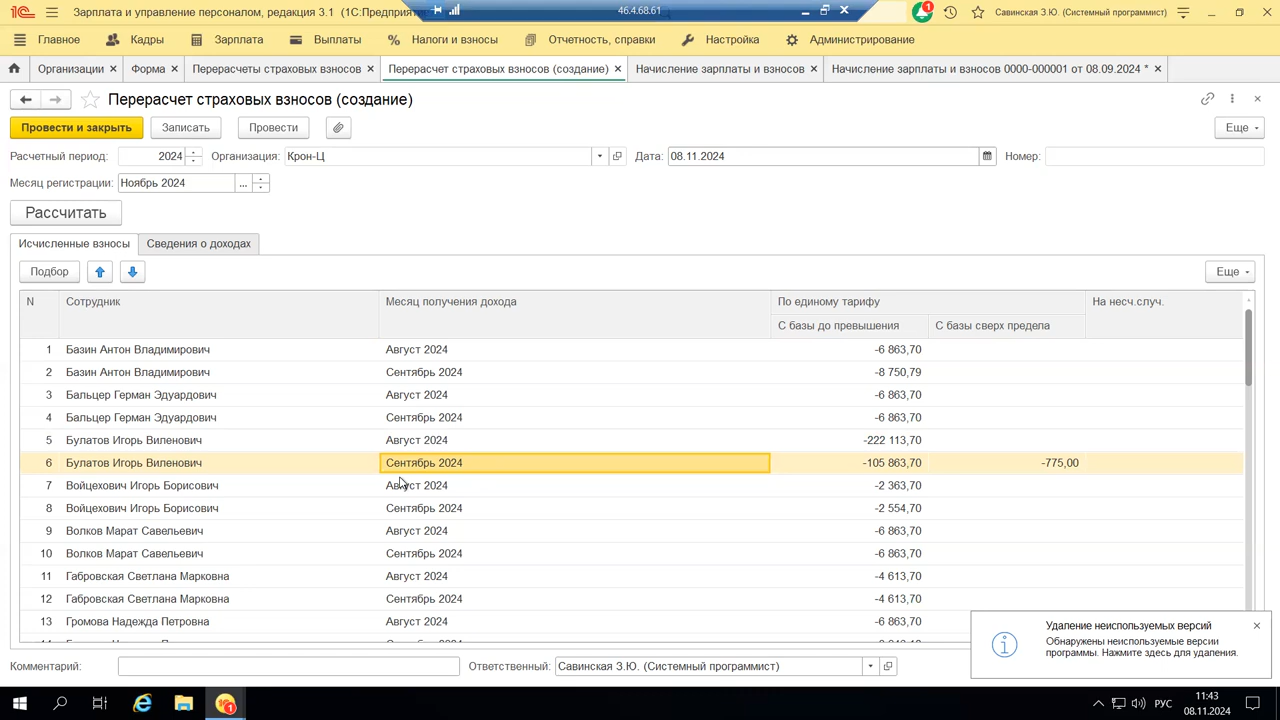 Зарплата и управление персоналом, редакция 3.1 (1С:Предприятие
46.4.68.61
1
Савинская З.Ю. (Системный программист)
Главное Кадры Зарплата Выплаты Налоги и взносы Отчетность, справки Настройка Администрирование
Организации Форма Перерасчеты страховых взносов Перерасчет страховых взносов (создание) Начисление зарплаты и взносов Начисление зарплаты и взносов 0000-000001 от 08.09.2024 *
Перерасчет страховых взносов (создание)
Провести и закрыть Записать Провести Еще
Расчетный период: 2024 Организация: Крон-Ц Дата: 08.11.2024 Номер:
Месяц регистрации: Ноябрь 2024 ...
Рассчитать
Исчисленные взносы Сведения о доходах
Подбор Еще
N Сотрудник Месяц получения дохода По единому тарифу На несч.случ.
С базы до превышения С базы сверх предела
1 Базин Антон Владимирович Август 2024 -6 863,70
2 Базин Антон Владимирович Сентябрь 2024 -8 750,79
3 Бальцер Герман Эдуардович Август 2024 -6 863,70
4 Бальцер Герман Эдуардович Сентябрь 2024 -6 863,70
5 Булатов Игорь Виленович Август 2024 -222 113,70
6 Булатов Игорь Виленович Сентябрь 2024 -105 863,70 -775,00
7 Войцехович Игорь Борисович Август 2024 -2 363,70
8 Войцехович Игорь Борисович Сентябрь 2024 -2 554,70
9 Волков Марат Савельевич Август 2024 -6 863,70
10 Волков Марат Савельевич Сентябрь 2024 -6 863,70
11 Габровская Светлана Марковна Август 2024 -4 613,70
12 Габровская Светлана Марковна Сентябрь 2024 -4 613,70
13 Громова Надежда Петровна Август 2024 -6 863,70
Удаление неиспользуемых версий
Обнаружены неиспользуемые версии
программы. Нажмите здесь для удаления.
Комментарий: Ответственный: Савинская З.Ю. (Системный программист)
1
РУС
11:43
08.11.2024